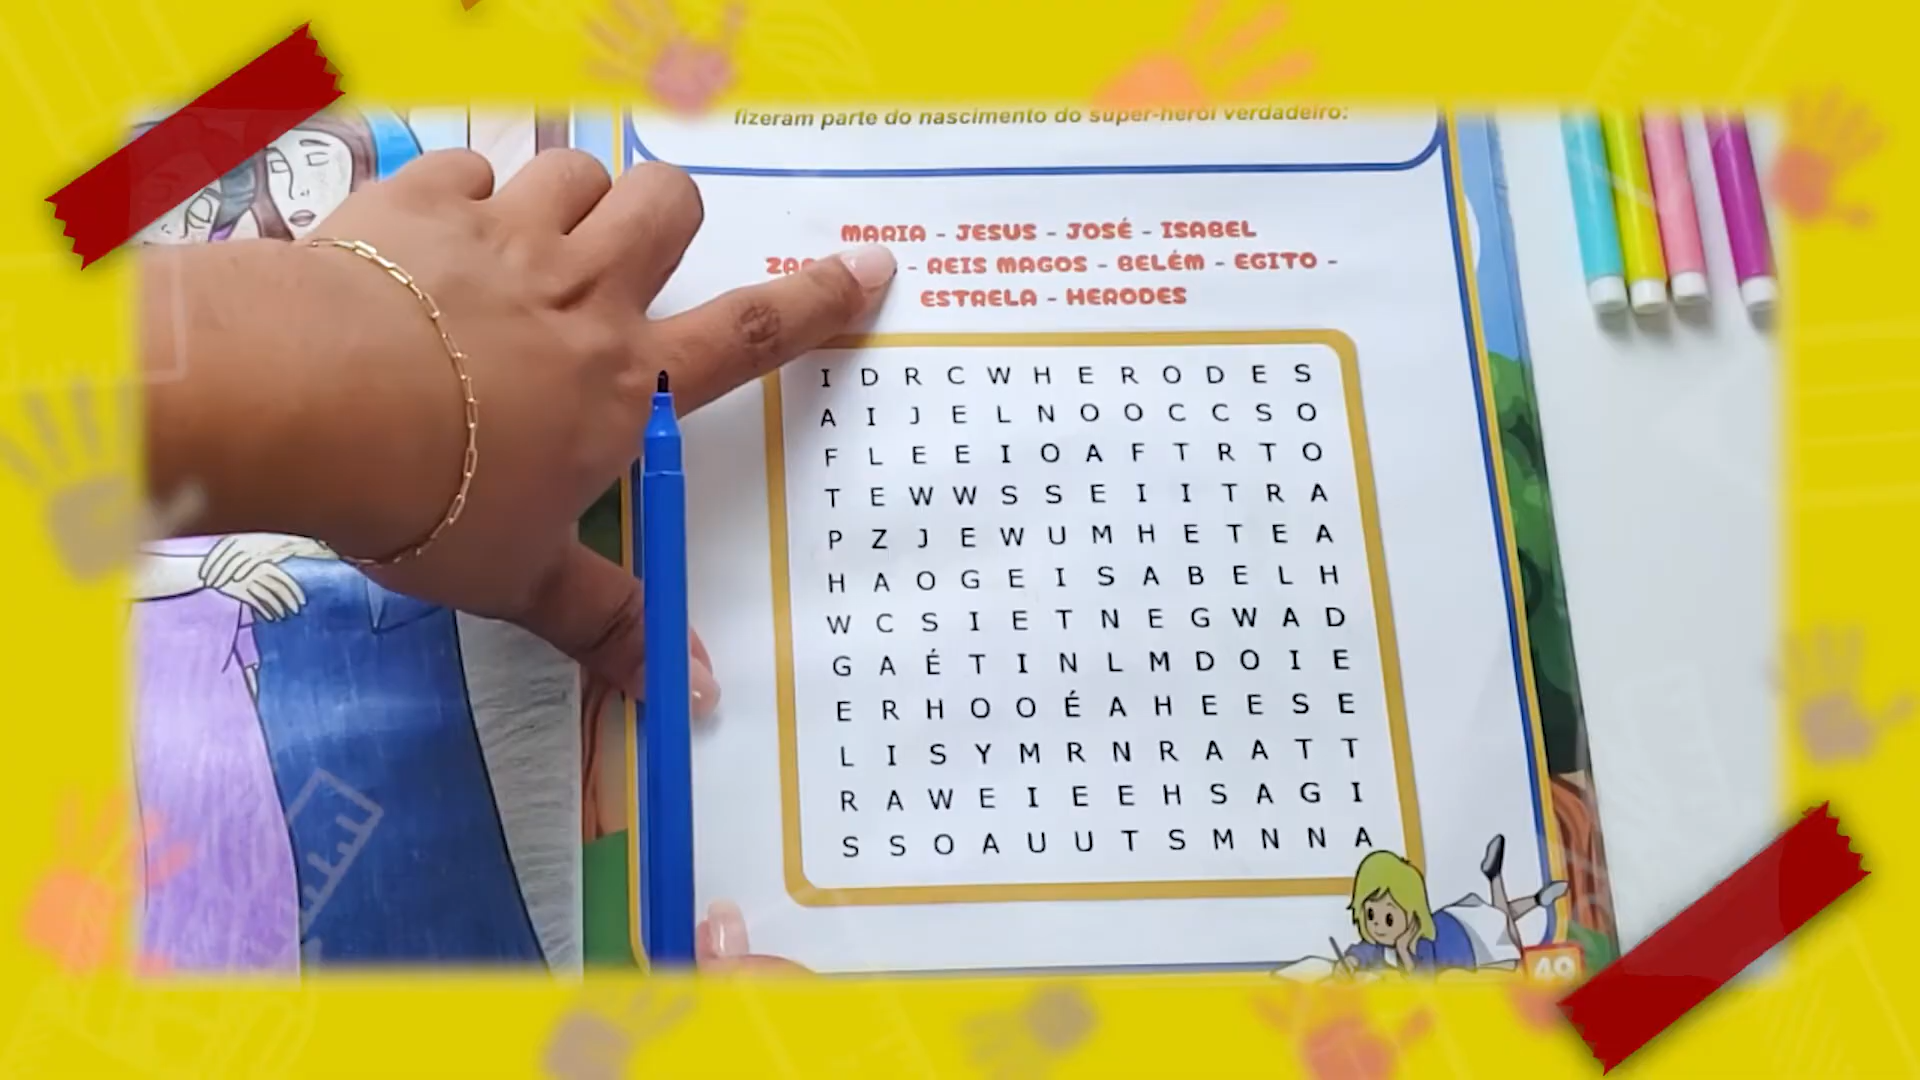 fizeram parte do nascimento do super-herói verdadeiro:
MARIA - JESUS - JOSÉ - ISABEL
- REIS MAGOS - BELÉM - EGITO -
ESTRELA - HERODES
I D R C W H E R O D E S
A I J E L N O O C C S O
F L E E I O A F T R T O
T E W W S S E I I T R A
P Z J E W U M H E T E A
H A O G E I S A B E L H
W C S I E T N E G W A D
G A É T I N L M D O I E
E R H O O É A H E E S E
L I S Y M R N R A A T T
R A W E I E E H S A G I
S S O A U U T S M N N A
49